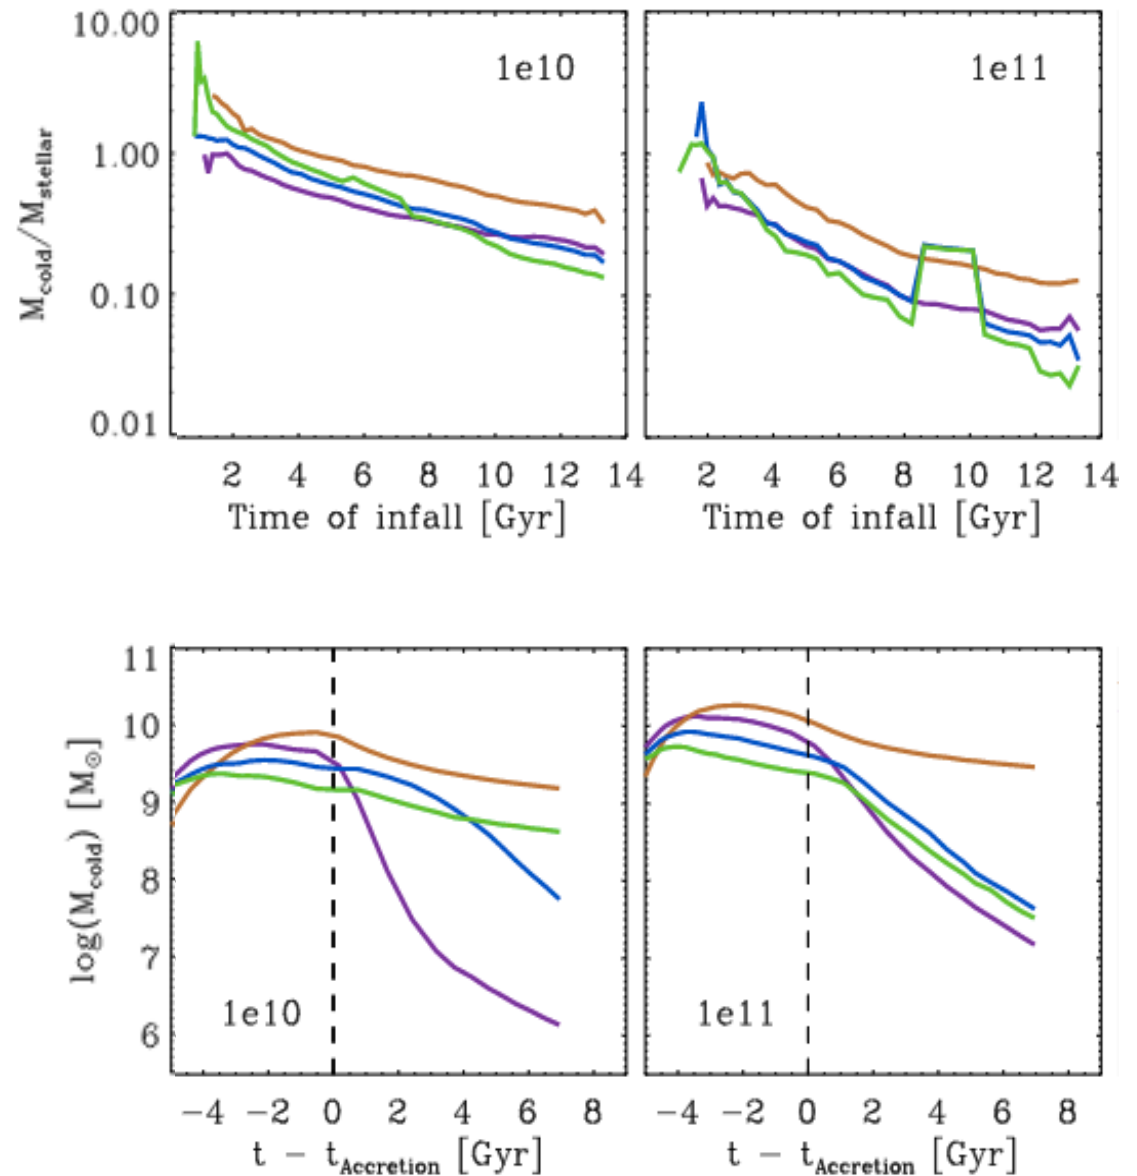 10.00
1.00
0.10
0.01
M_cold/M_stellar
1e10
1e11
2 4 6 8 10 12 14
2 4 6 8 10 12 14
Time of infall [Gyr]
Time of infall [Gyr]
11
10
9
8
7
6
log(M_cold) [M_☉]
1e10
1e11
−4 −2 0 2 4 6 8
−4 −2 0 2 4 6 8
t − t_Accretion [Gyr]
t − t_Accretion [Gyr]